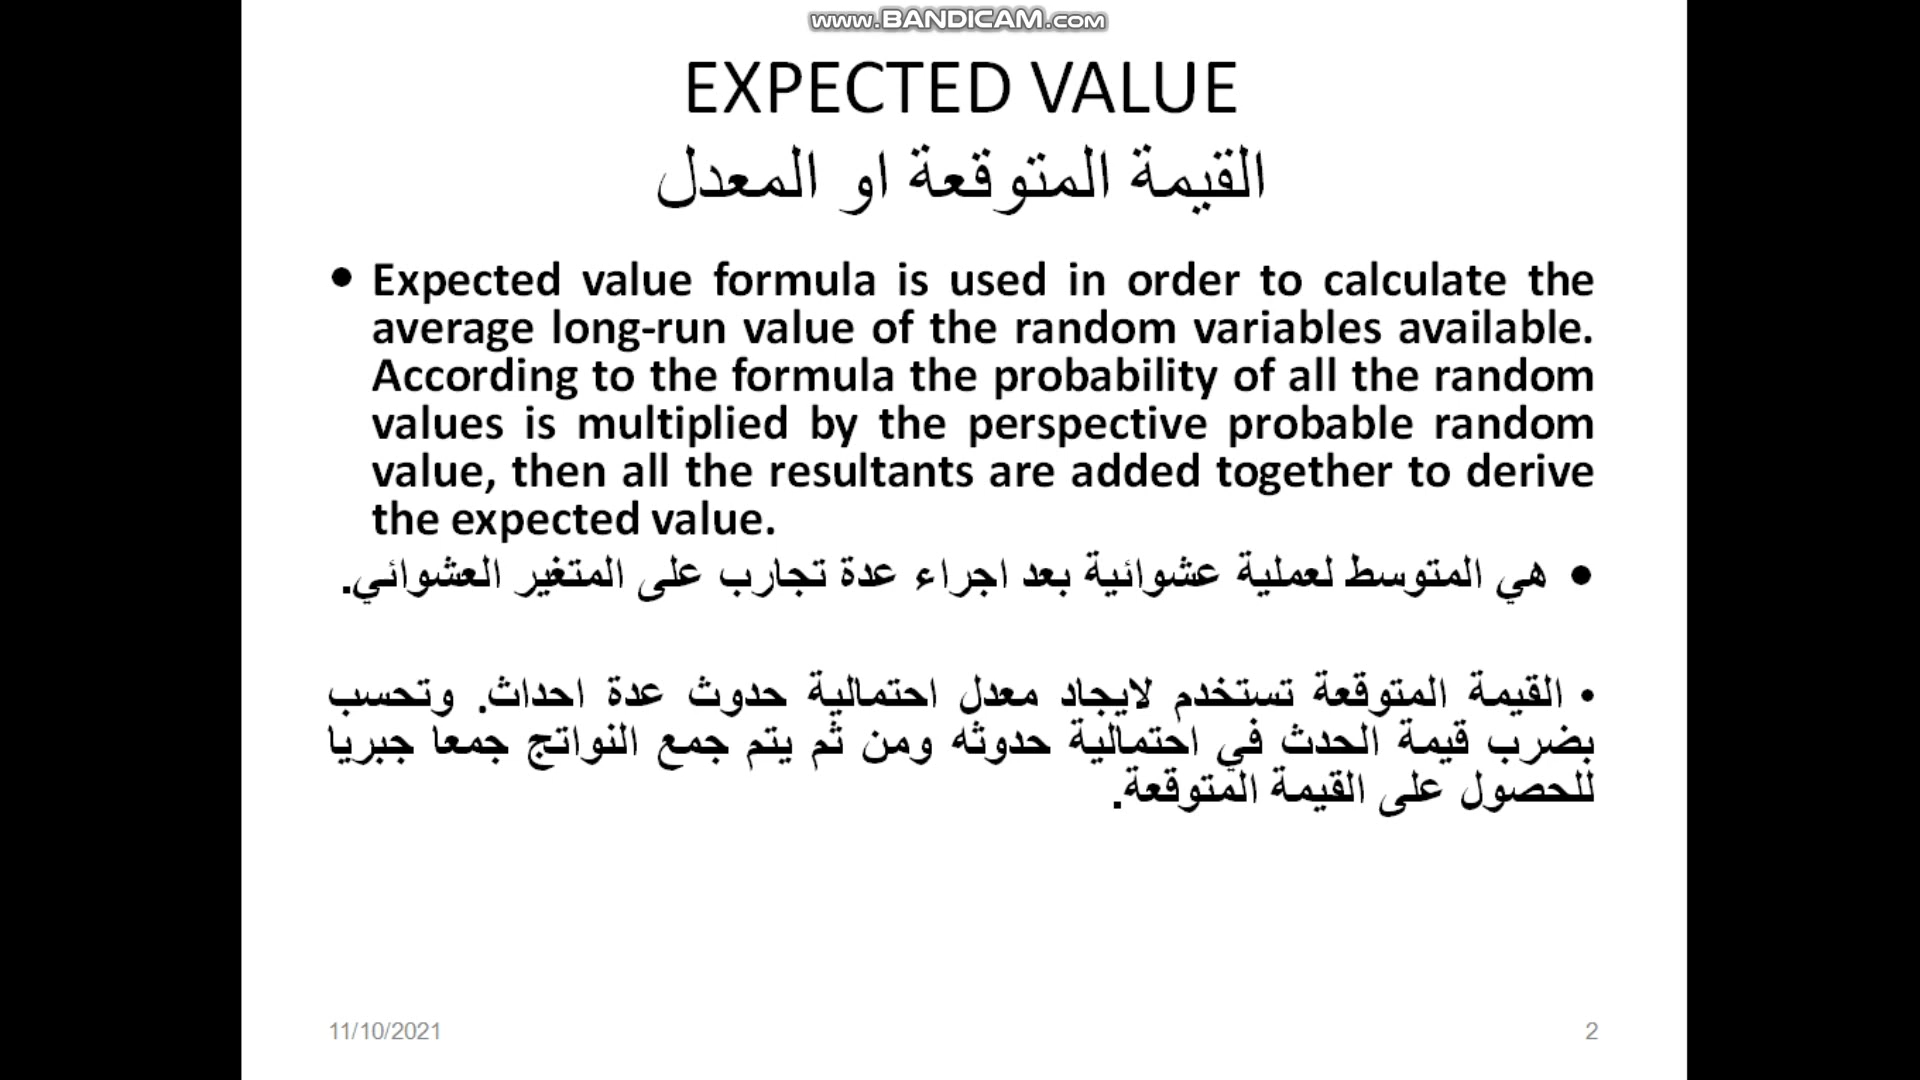 www.BANDICAM.com
EXPECTED VALUE
القيمة المتوقعة او المعدل
• Expected value formula is used in order to calculate the
average long-run value of the random variables available.
According to the formula the probability of all the random
values is multiplied by the perspective probable random
value, then all the resultants are added together to derive
the expected value.
• هي المتوسط لعملية عشوائية بعد اجراء عدة تجارب على المتغير العشوائي.
• القيمة المتوقعة تستخدم لايجاد معدل احتمالية حدوث عدة احداث. وتحسب
بضرب قيمة الحدث في احتمالية حدوثه ومن ثم يتم جمع النواتج جمعا جبريا
للحصول على القيمة المتوقعة.
11/10/2021
2